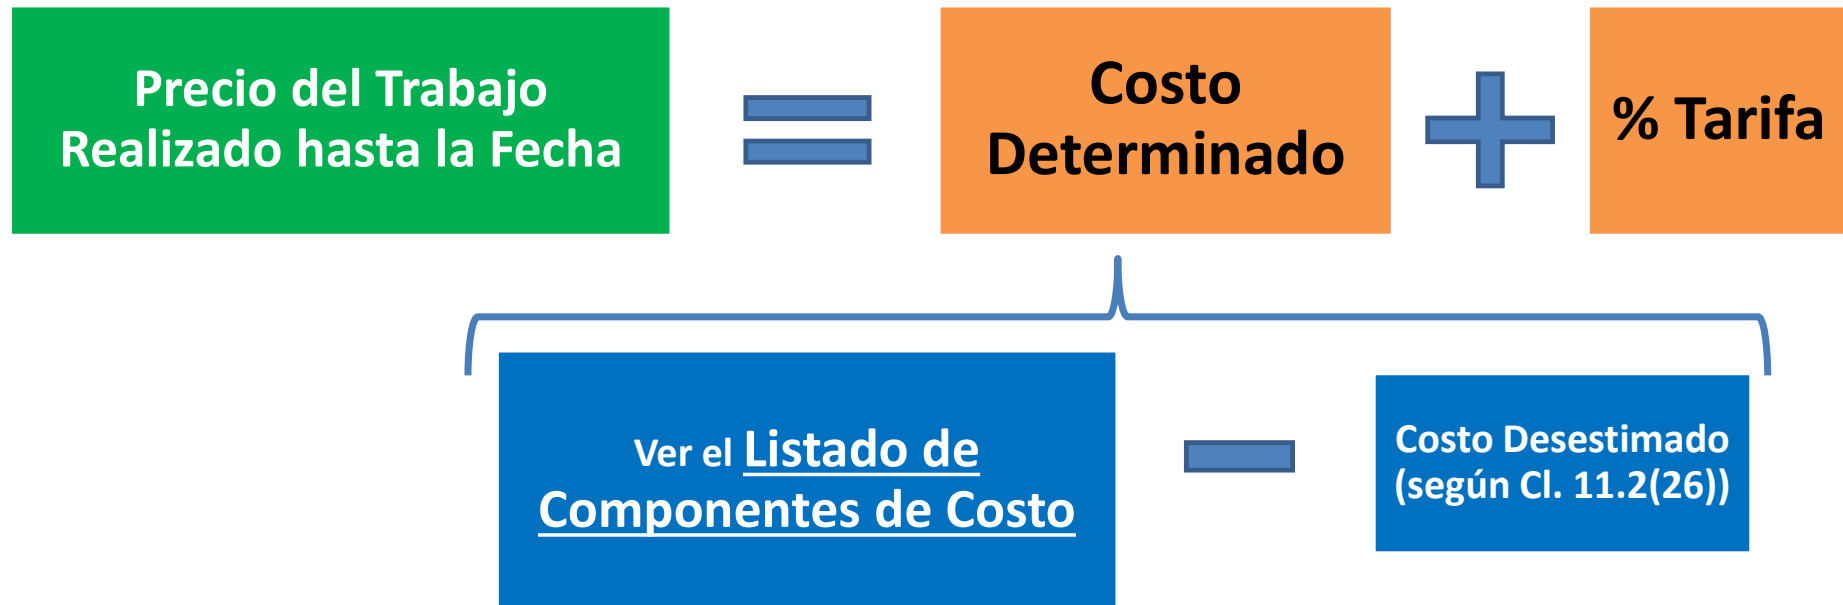 Precio del Trabajo
Realizado hasta la Fecha
Costo
Determinado
% Tarifa
Ver el Listado de
Componentes de Costo
Costo Desestimado
(según Cl. 11.2(26))